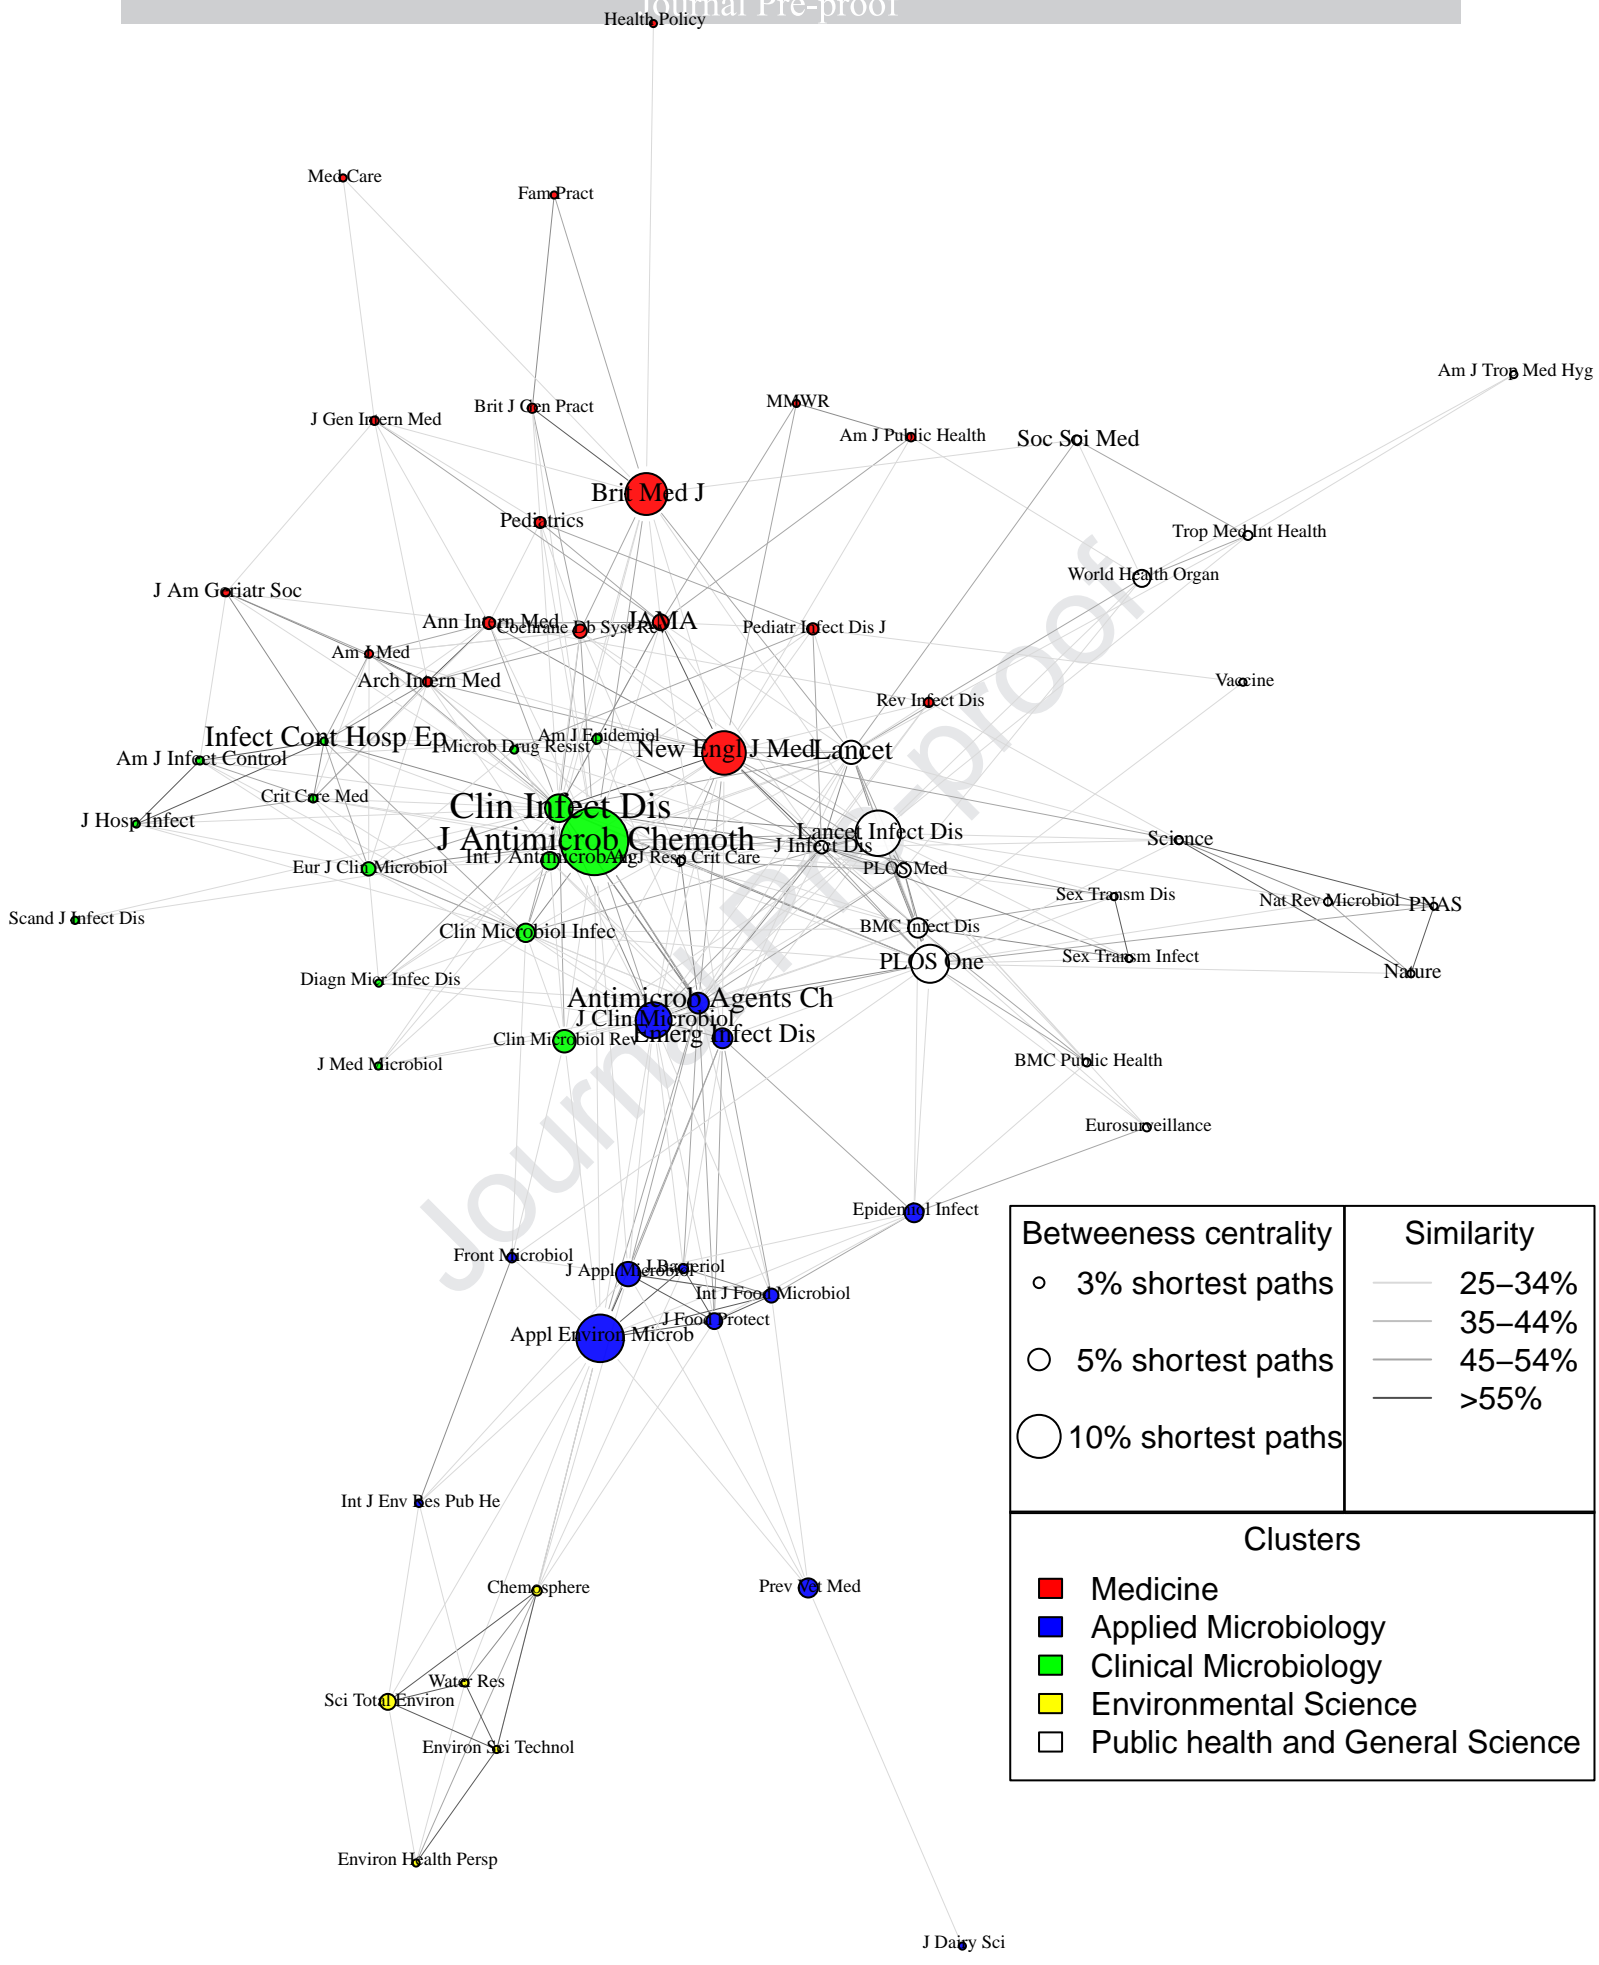 Journal Pre-proof
Health Policy
Med Care
Fam Pract
Am J Trop Med Hyg
MMWR
Brit J Gen Pract
J Gen Intern Med
Am J Public Health
Soc Sci Med
Brit Med J
Pediatrics
Trop Med Int Health
World Health Organ
J Am Geriatr Soc
Ann Intern Med
JAMA
Cochrane Db Syst Rev
Pediatr Infect Dis J
Am J Med
Arch Intern Med
Vaccine
Rev Infect Dis
Infect Cont Hosp Ep
Am J Epidemiol
Microb Drug Resist
New Engl J Med
Lancet
Am J Infect Control
Crit Care Med
Clin Infect Dis
J Hosp Infect
J Antimicrob Chemoth
Lancet Infect Dis
J Infect Dis
Science
Int J Antimicrob Ag
Am J Resp Crit Care
Eur J Clin Microbiol
PLOS Med
Sex Transm Dis
Nat Rev Microbiol
PNAS
Scand J Infect Dis
Clin Microbiol Infec
BMC Infect Dis
PLOS One
Sex Transm Infect
Nature
Diagn Micr Infec Dis
Antimicrob Agents Ch
J Clin Microbiol
Emerg Infect Dis
Clin Microbiol Rev
J Med Microbiol
BMC Public Health
Eurosurveillance
Epidemiol Infect
Front Microbiol
J Appl Microbiol
J Bacteriol
Int J Food Microbiol
J Food Protect
Appl Environ Microb
Int J Env Res Pub He
Chemosphere
Prev Vet Med
Water Res
Sci Total Environ
Environ Sci Technol
Environ Health Persp
J Dairy Sci
Journal Pre-proof
Betweeness centrality
3% shortest paths
5% shortest paths
10% shortest paths
Similarity
25–34%
35–44%
45–54%
>55%
Clusters
Medicine
Applied Microbiology
Clinical Microbiology
Environmental Science
Public health and General Science